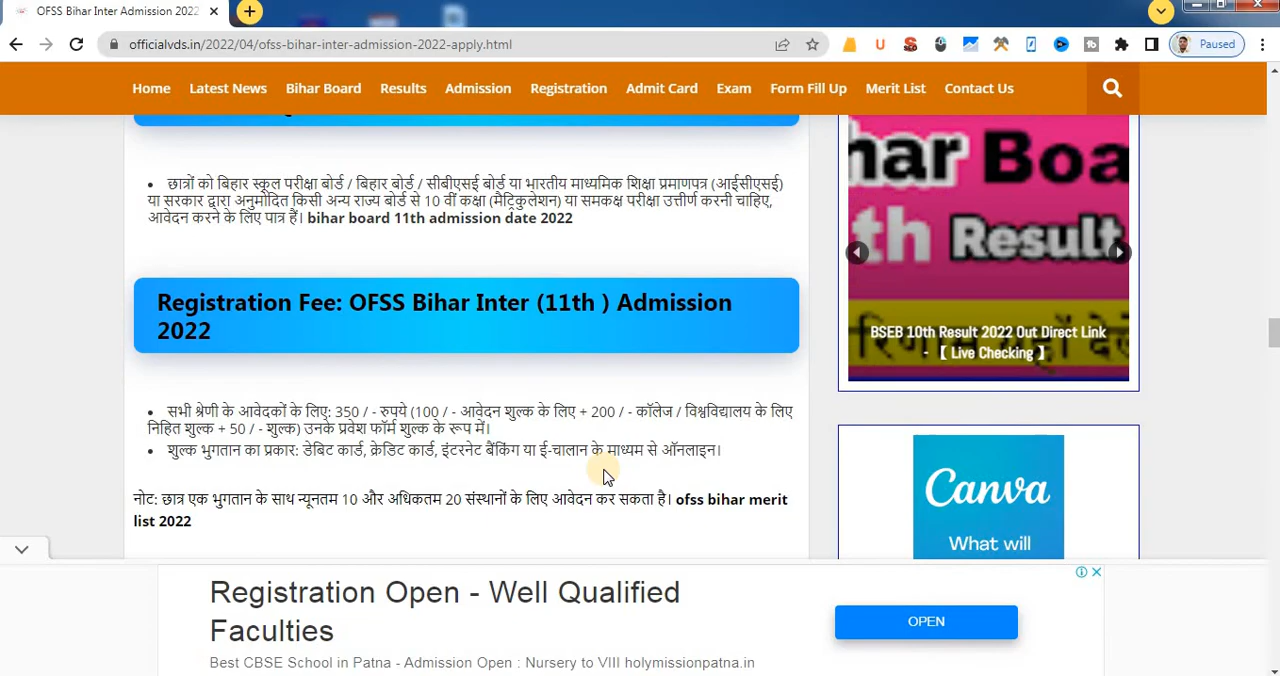 OFSS Bihar Inter Admission 2022
officialvds.in/2022/04/ofss-bihar-inter-admission-2022-apply.html
Paused
Home Latest News Bihar Board Results Admission Registration Admit Card Exam Form Fill Up Merit List Contact Us
छात्रों को बिहार स्कूल परीक्षा बोर्ड / बिहार बोर्ड / सीबीएसई बोर्ड या भारतीय माध्यमिक शिक्षा प्रमाणपत्र (आईसीएसई)
या सरकार द्वारा अनुमोदित किसी अन्य राज्य बोर्ड से 10 वीं कक्षा (मैट्रिकुलेशन) या समकक्ष परीक्षा उत्तीर्ण करनी चाहिए,
आवेदन करने के लिए पात्र हैं। bihar board 11th admission date 2022
Registration Fee: OFSS Bihar Inter (11th ) Admission
2022
सभी श्रेणी के आवेदकों के लिए: 350 / - रुपये (100 / - आवेदन शुल्क के लिए + 200 / - कॉलेज / विश्वविद्यालय के लिए
निहित शुल्क + 50 / - शुल्क) उनके प्रवेश फॉर्म शुल्क के रूप में।
शुल्क भुगतान का प्रकार: डेबिट कार्ड, क्रेडिट कार्ड, इंटरनेट बैंकिंग या ई-चालान के माध्यम से ऑनलाइन।
नोट: छात्र एक भुगतान के साथ न्यूनतम 10 और अधिकतम 20 संस्थानों के लिए आवेदन कर सकता है। ofss bihar merit
list 2022
har Boa
th Result
BSEB 10th Result 2022 Out Direct Link
- 【 Live Checking 】
Canva
What will
Registration Open - Well Qualified
Faculties
Best CBSE School in Patna - Admission Open : Nursery to VIII holymissionpatna.in
OPEN